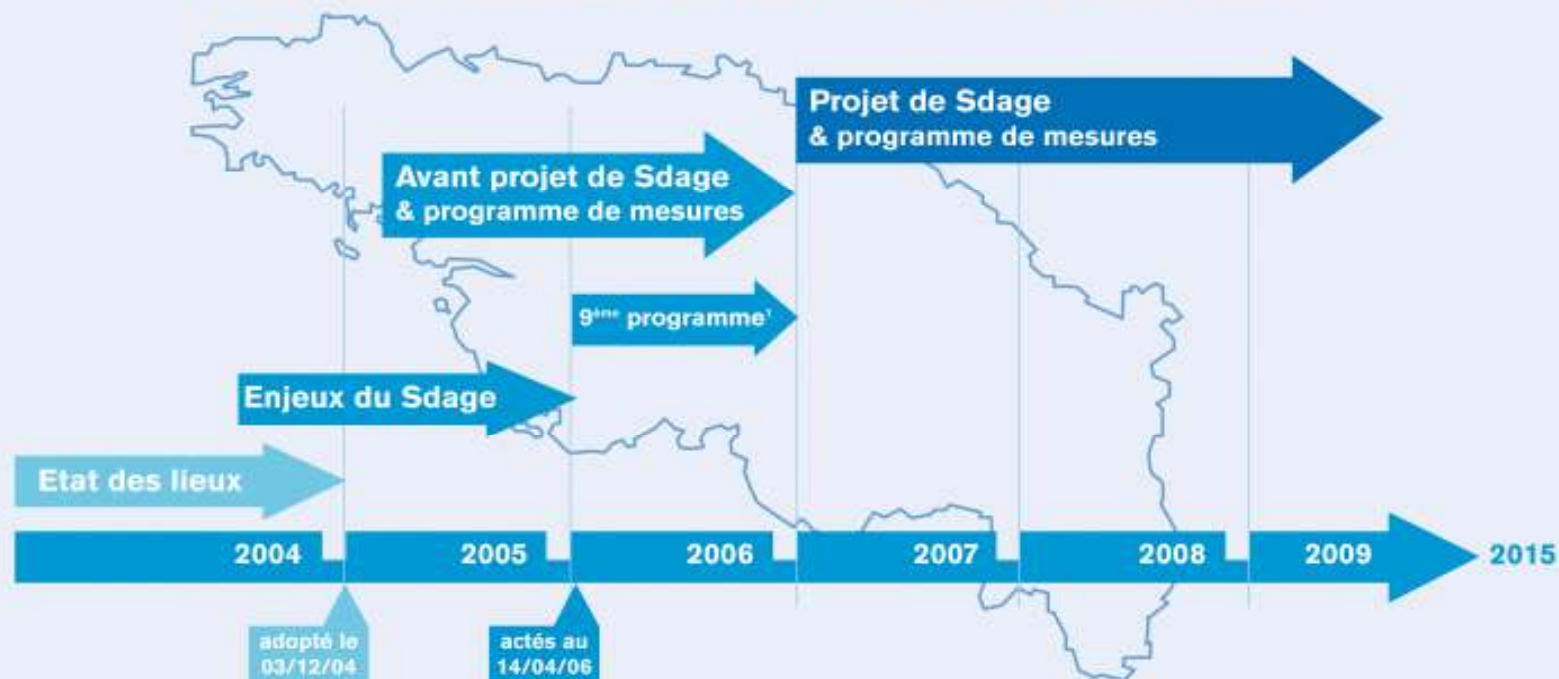 Projet de Sdage
& programme de mesures
Avant projet de Sdage
& programme de mesures
9ème programme¹
Enjeux du Sdage
Etat des lieux
2004 2005 2006 2007 2008 2009 2015
adopté le
03/12/04
actés au
14/04/06